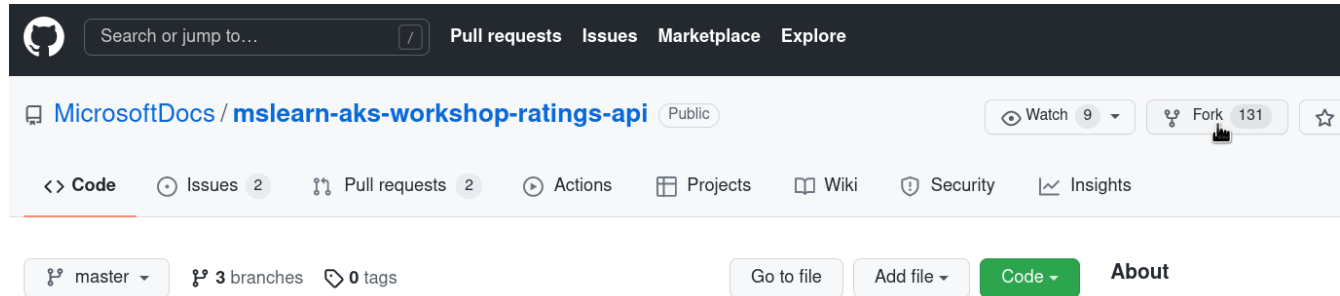 Search or jump to... / Pull requests Issues Marketplace Explore
MicrosoftDocs / mslearn-aks-workshop-ratings-api Public Watch 9 Fork 131
Code Issues 2 Pull requests 2 Actions Projects Wiki Security Insights
master 3 branches 0 tags Go to file Add file Code About